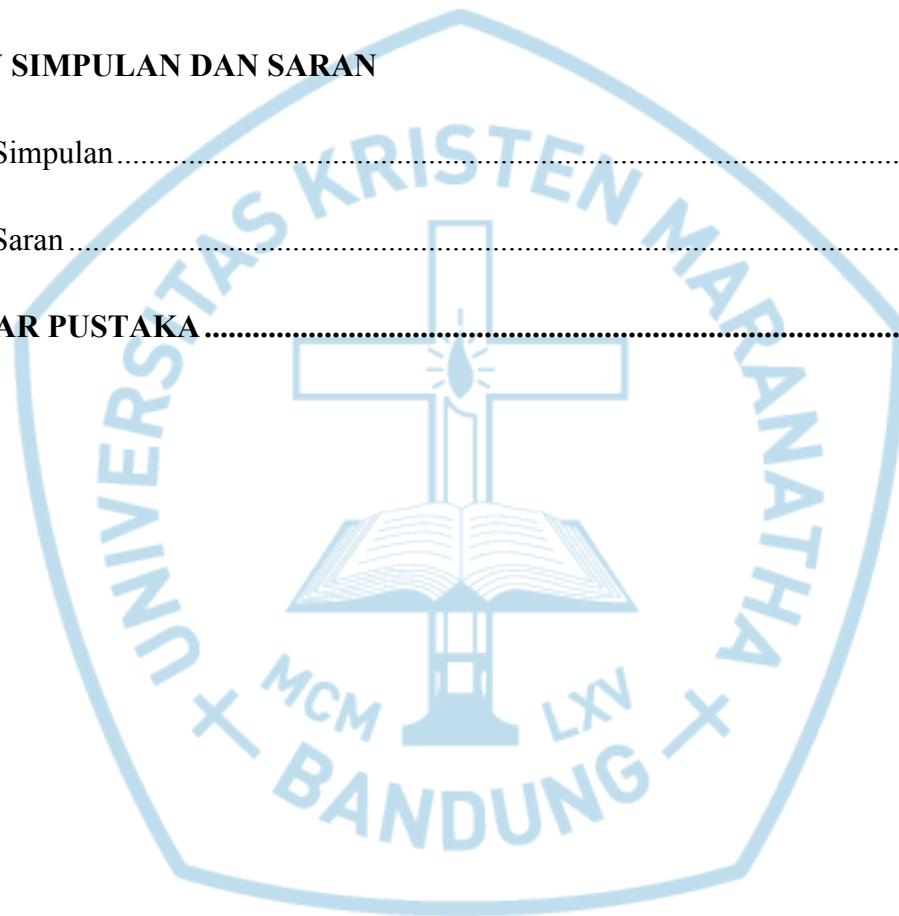 SIMPULAN DAN SARAN
Simpulan
Saran
AR PUSTAKA
UNIVERSITAS KRISTEN MARANATHA
MCM LXV
BANDUNG